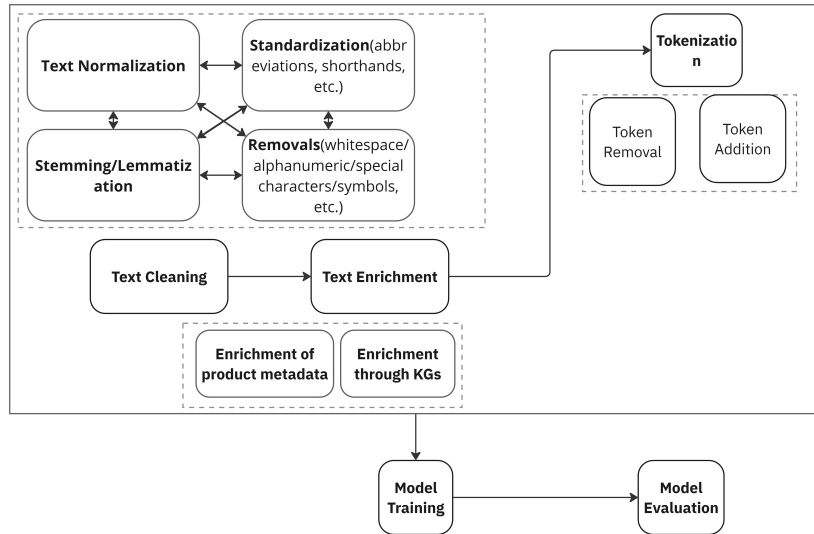 Text Normalization
Standardization(abbr
eviations, shorthands,
etc.)
Tokenizatio
n
Stemming/Lemmatiz
ation
Removals(whitespace/
alphanumeric/special
characters/symbols,
etc.)
Token
Removal
Token
Addition
Text Cleaning
Text Enrichment
Enrichment of
product metadata
Enrichment
through KGs
Model
Training
Model
Evaluation